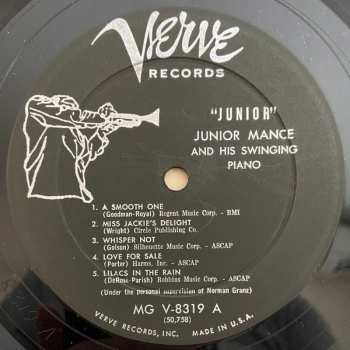 Verve
RECORDS
"JUNIOR"
JUNIOR MANCE
AND HIS SWINGING
PIANO
1. A SMOOTH ONE
(Goodman-Royal) Regent Music Corp. - BMI
2. MISS JACKIE'S DELIGHT
(Wright) Circle Publishing Co.
3. WHISPER NOT
(Golson) Silhouette Music Corp. - ASCAP
4. LOVE FOR SALE
(Porter) Harms, Inc. - ASCAP
5. LILACS IN THE RAIN
(DeRose-Parish) Robbins Music Corp. - ASCAP
(Under the personal supervision of Norman Granz)
MG V-8319 A
(50,758)
VERVE RECORDS, INC. MADE IN U.S.A.